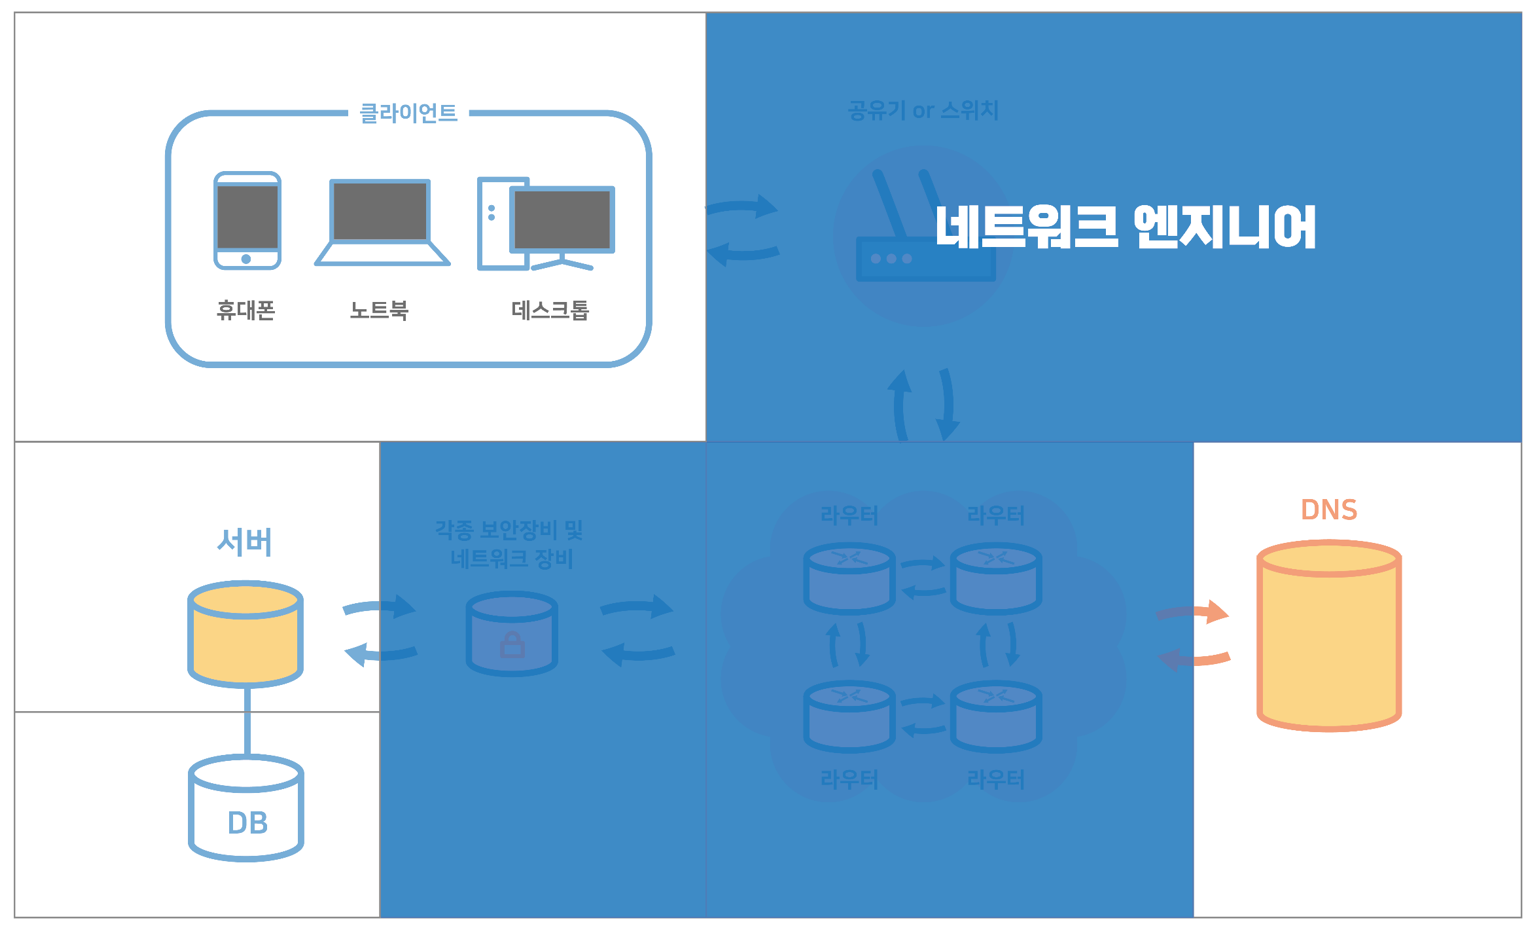 클라이언트
휴대폰
노트북
데스크톱
공유기 or 스위치
네트워크 엔지니어
서버
DB
각종 보안장비 및
네트워크 장비
라우터
라우터
라우터
라우터
DNS